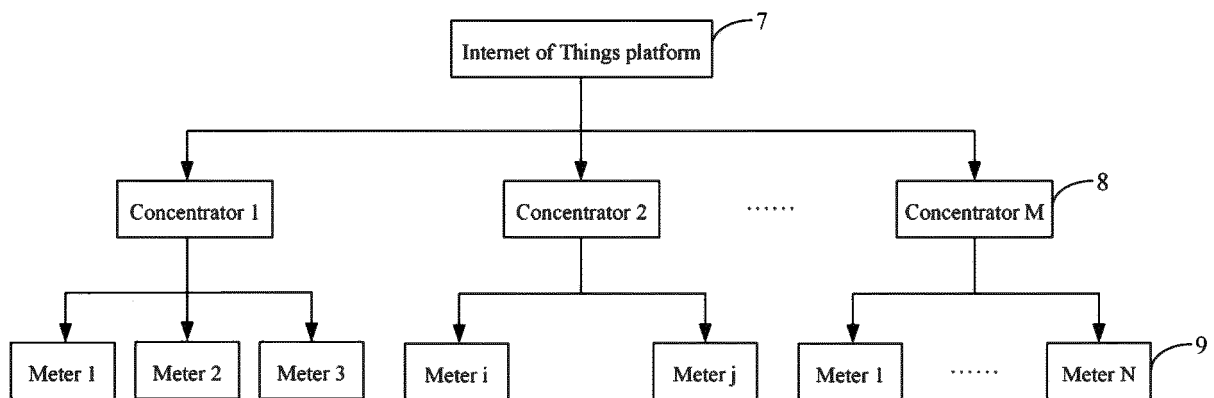 7
Internet of Things platform
8
Concentrator 1
Concentrator 2
......
Concentrator M
9
Meter 1
Meter 2
Meter 3
Meter i
Meter j
Meter 1
......
Meter N